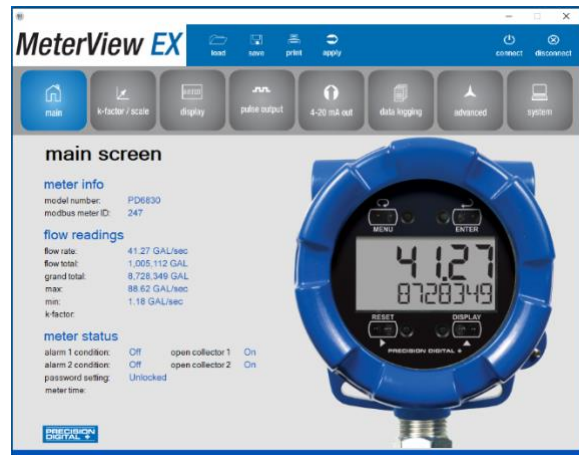 MeterView EX
load save print apply connect disconnect
main k-factor / scale display pulse output 4-20 mA out data logging advanced system
main screen
meter info
model number: PD6830
modbus meter ID: 247
flow readings
flow rate: 41.27 GAL/sec
flow total: 1,005,112 GAL
grand total: 8,728,349 GAL
max: 88.62 GAL/sec
min: 1.18 GAL/sec
k-factor:
meter status
alarm 1 condition: Off open collector 1 On
alarm 2 condition: Off open collector 2 On
password setting: Unlocked
meter time:
PRECISION
DIGITAL
MENU ENTER
41.27
8728349
RESET DISPLAY
PRECISION DIGITAL